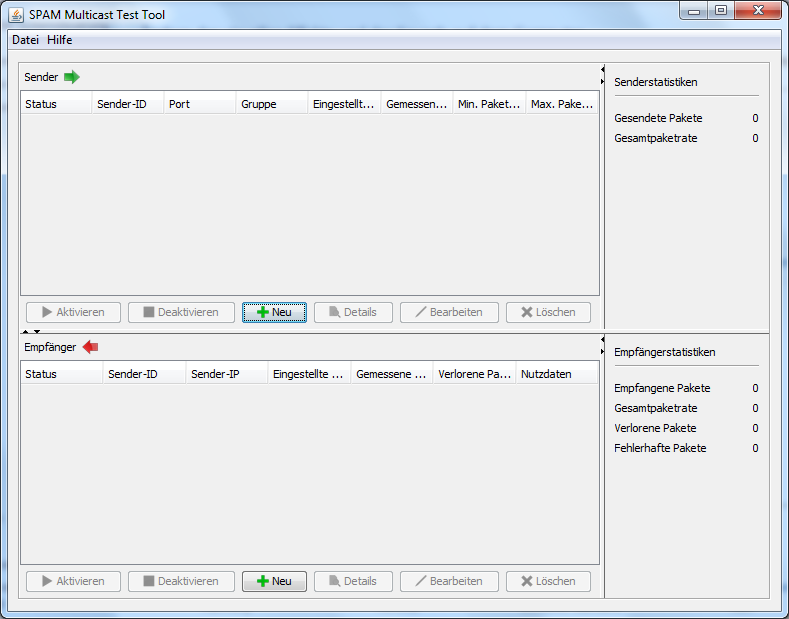 SPAM Multicast Test Tool
Datei Hilfe
Sender
Status Sender-ID Port Gruppe Eingestellt... Gemessen... Min. Paket... Max. Pake...
Aktivieren Deaktivieren Neu Details Bearbeiten Löschen
Senderstatistiken
Gesendete Pakete 0
Gesamtpaketrate 0
Empfänger
Status Sender-ID Sender-IP Eingestellte ... Gemessene ... Verlorene Pa... Nutzdaten
Aktivieren Deaktivieren Neu Details Bearbeiten Löschen
Empfängerstatistiken
Empfangene Pakete 0
Gesamtpaketrate 0
Verlorene Pakete 0
Fehlerhafte Pakete 0